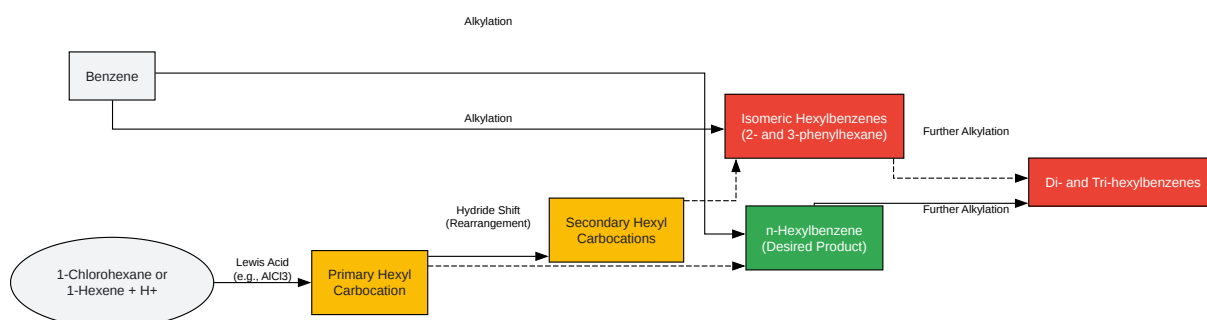 Alkylation
Benzene
Alkylation
Isomeric Hexylbenzenes
(2- and 3-phenylhexane)
Further Alkylation
Di- and Tri-hexylbenzenes
Further Alkylation
Hydride Shift
(Rearrangement)
Secondary Hexyl
Carbocations
n-Hexylbenzene
(Desired Product)
1-Chlorohexane or
1-Hexene + H+
Lewis Acid
(e.g., AlCl3)
Primary Hexyl
Carbocation